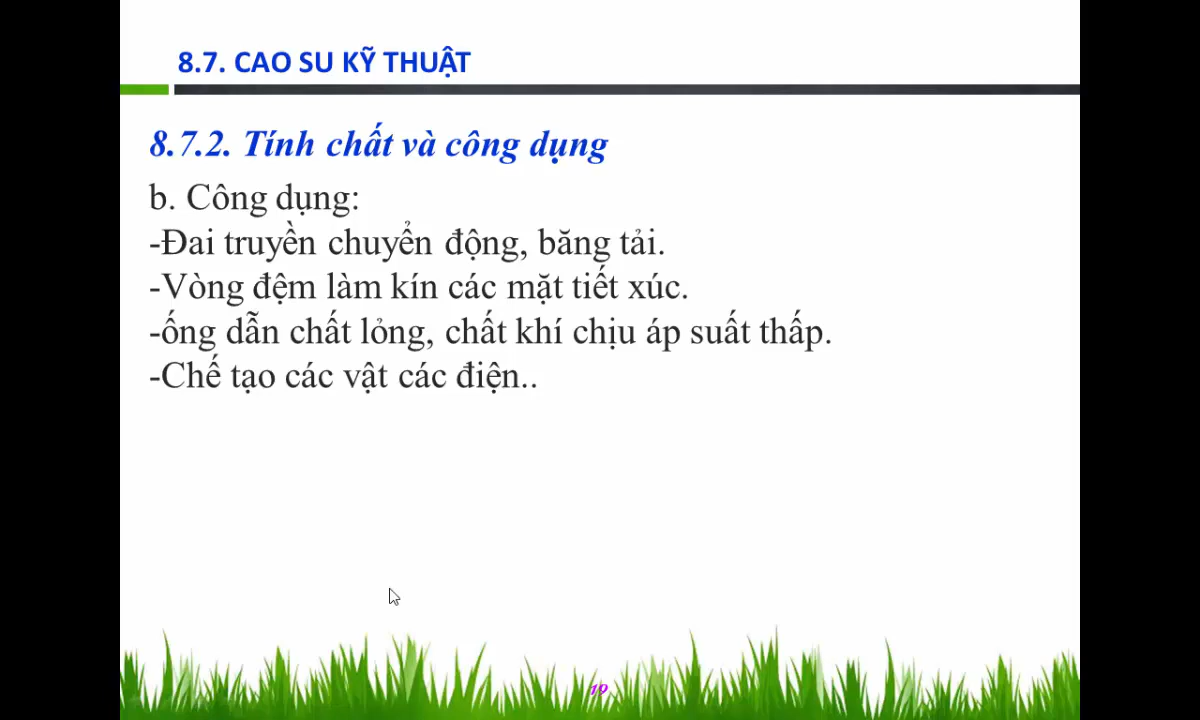 8.7. CAO SU KỸ THUẬT
8.7.2. Tính chất và công dụng
b. Công dụng:
-Đai truyền chuyển động, băng tải.
-Vòng đệm làm kín các mặt tiết xúc.
-ống dẫn chất lỏng, chất khí chịu áp suất thấp.
-Chế tạo các vật các điện..
19